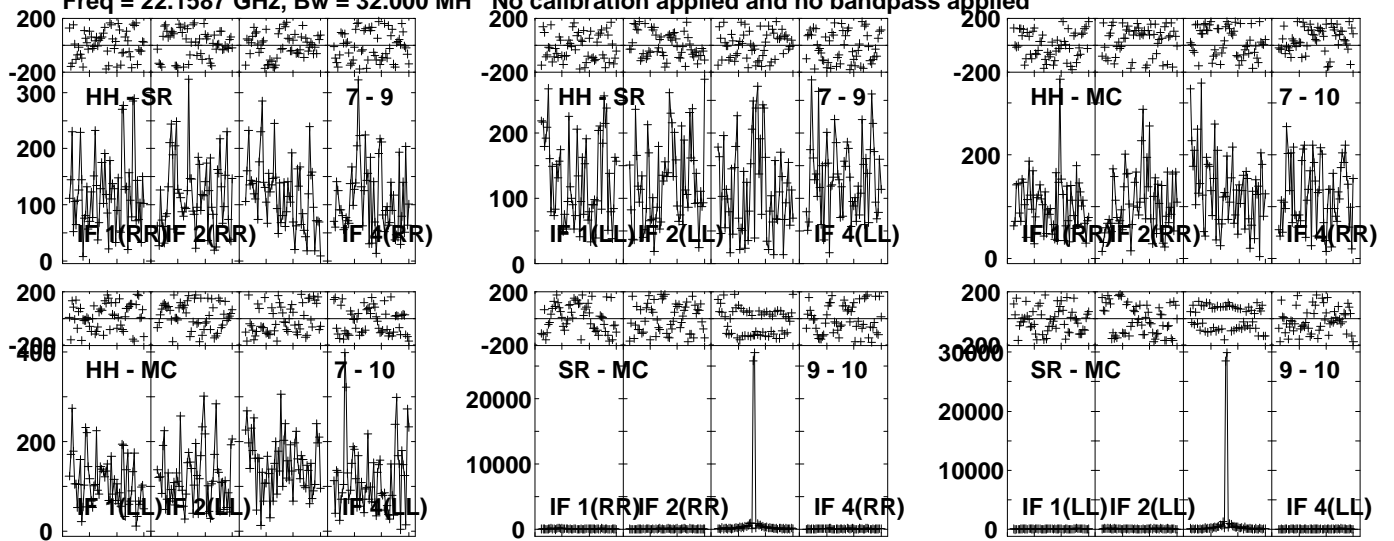 Freq = 22.1587 GHz, Bw = 32.000 MH No calibration applied and no bandpass applied
200
-200
300
200
100
0
HH - SR 7 - 9
IF 1(RR) IF 2(RR) IF 4(RR)
200
-200
200
100
0
HH - SR 7 - 9
IF 1(LL) IF 2(LL) IF 4(LL)
200
-200
200
0
HH - MC 7 - 10
IF 1(RR) IF 2(RR) IF 4(RR)
200
-200
400
200
0
HH - MC 7 - 10
IF 1(LL) IF 2(LL) IF 4(LL)
200
-200
20000
10000
0
SR - MC 9 - 10
IF 1(RR) IF 2(RR) IF 4(RR)
200
-200
30000
20000
10000
0
SR - MC 9 - 10
IF 1(LL) IF 2(LL) IF 4(LL)